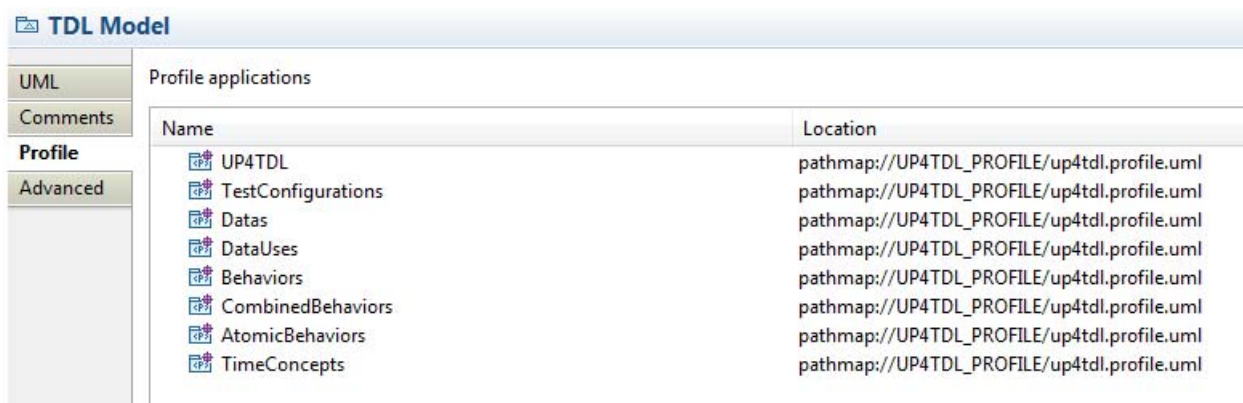 TDL Model
UML
Comments
Profile
Advanced
Profile applications
Name Location
UP4TDL pathmap://UP4TDL_PROFILE/up4tdl.profile.uml
TestConfigurations pathmap://UP4TDL_PROFILE/up4tdl.profile.uml
Datas pathmap://UP4TDL_PROFILE/up4tdl.profile.uml
DataUses pathmap://UP4TDL_PROFILE/up4tdl.profile.uml
Behaviors pathmap://UP4TDL_PROFILE/up4tdl.profile.uml
CombinedBehaviors pathmap://UP4TDL_PROFILE/up4tdl.profile.uml
AtomicBehaviors pathmap://UP4TDL_PROFILE/up4tdl.profile.uml
TimeConcepts pathmap://UP4TDL_PROFILE/up4tdl.profile.uml